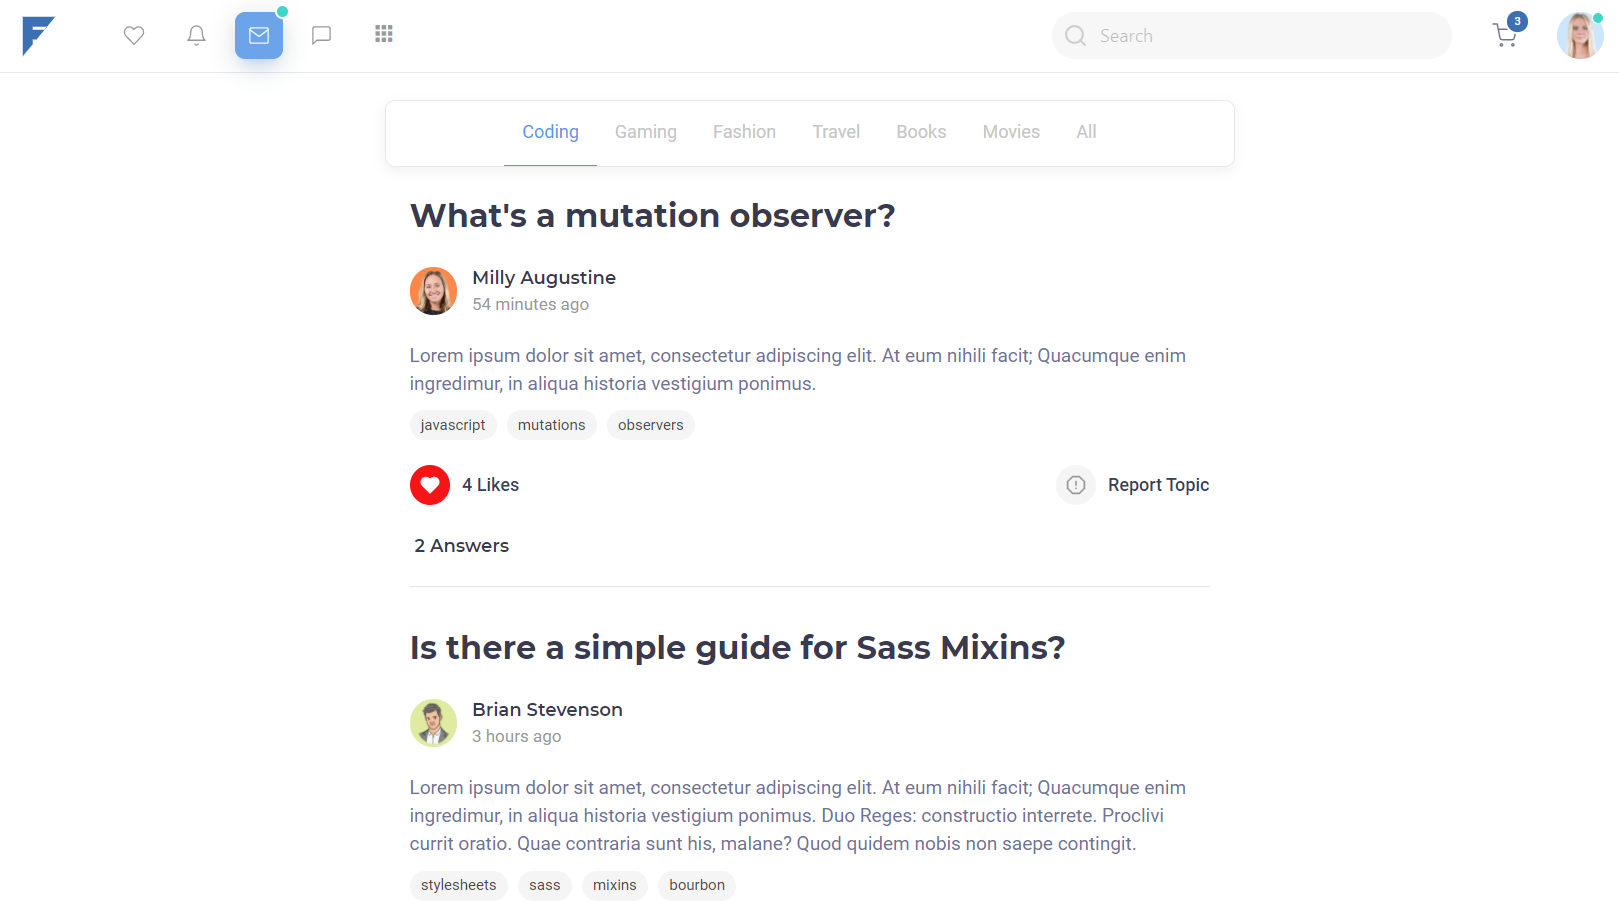 Search
3
Coding Gaming Fashion Travel Books Movies All
What's a mutation observer?
Milly Augustine
54 minutes ago
Lorem ipsum dolor sit amet, consectetur adipiscing elit. At eum nihili facit; Quacumque enim
ingredimur, in aliqua historia vestigium ponimus.
javascript mutations observers
4 Likes
Report Topic
2 Answers
Is there a simple guide for Sass Mixins?
Brian Stevenson
3 hours ago
Lorem ipsum dolor sit amet, consectetur adipiscing elit. At eum nihili facit; Quacumque enim
ingredimur, in aliqua historia vestigium ponimus. Duo Reges: constructio interrete. Proclivi
currit oratio. Quae contraria sunt his, malane? Quod quidem nobis non saepe contingit.
stylesheets sass mixins bourbon